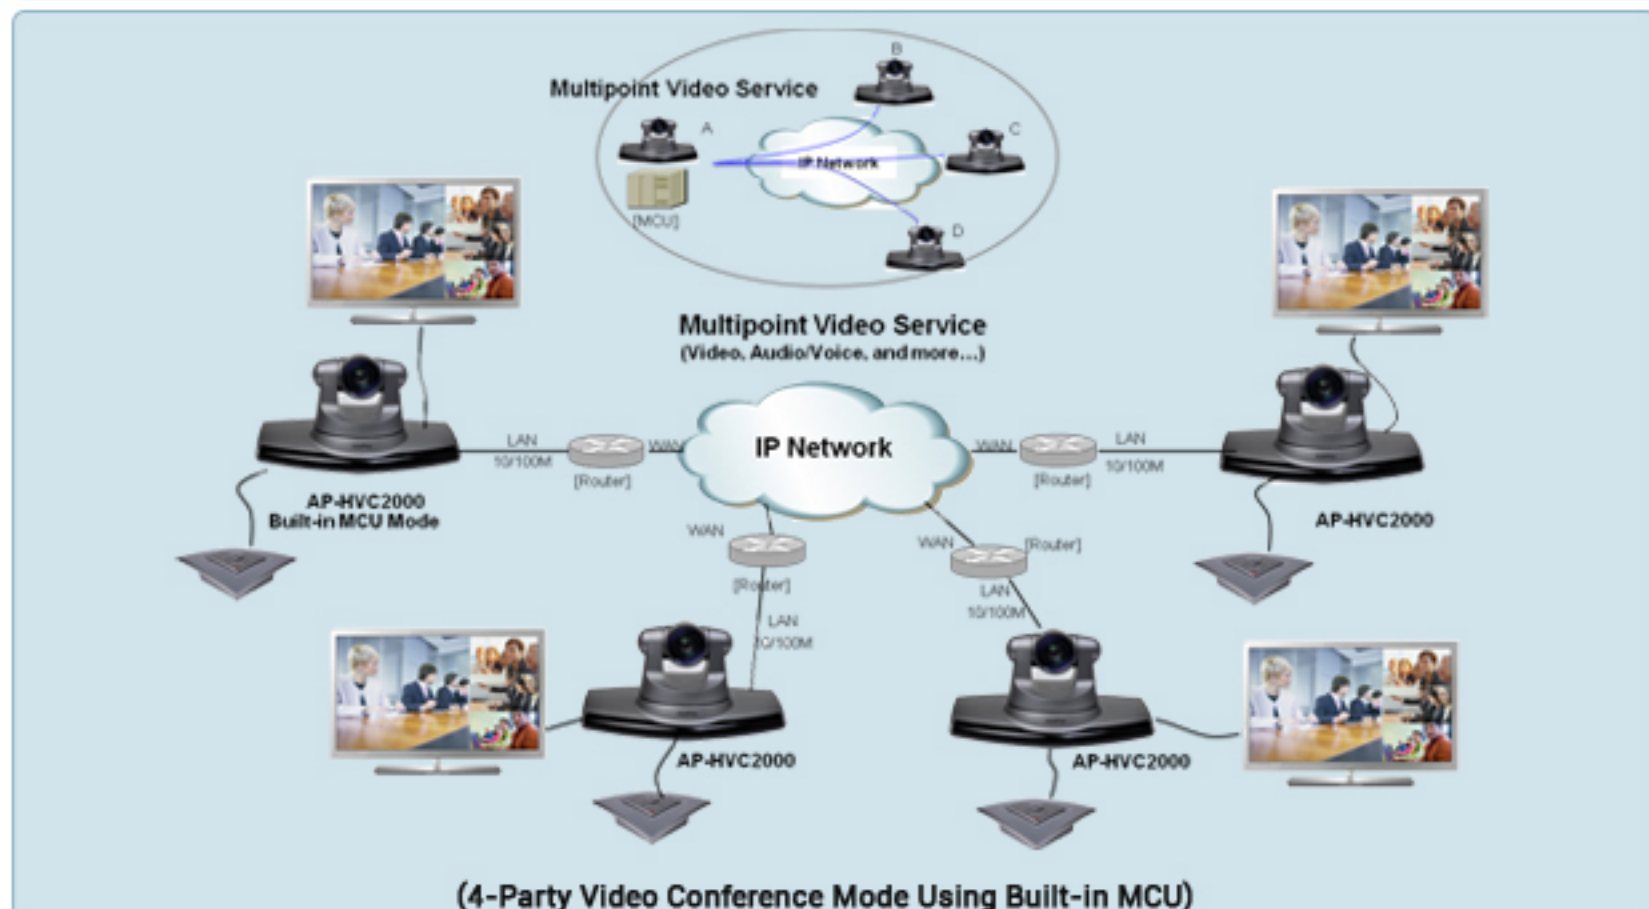 B
Multipoint Video Service
A
C
IP Network
[MCU]
D
Multipoint Video Service
(Video, Audio/Voice, and more...)
LAN
10/100M
[Router]
WAN
IP Network
WAN
[Router]
LAN
10/100M
AP-HVC2000
Built-in MCU Mode
AP-HVC2000
WAN
[Router]
LAN
10/100M
WAN
[Router]
LAN
10/100M
AP-HVC2000
AP-HVC2000
(4-Party Video Conference Mode Using Built-in MCU)